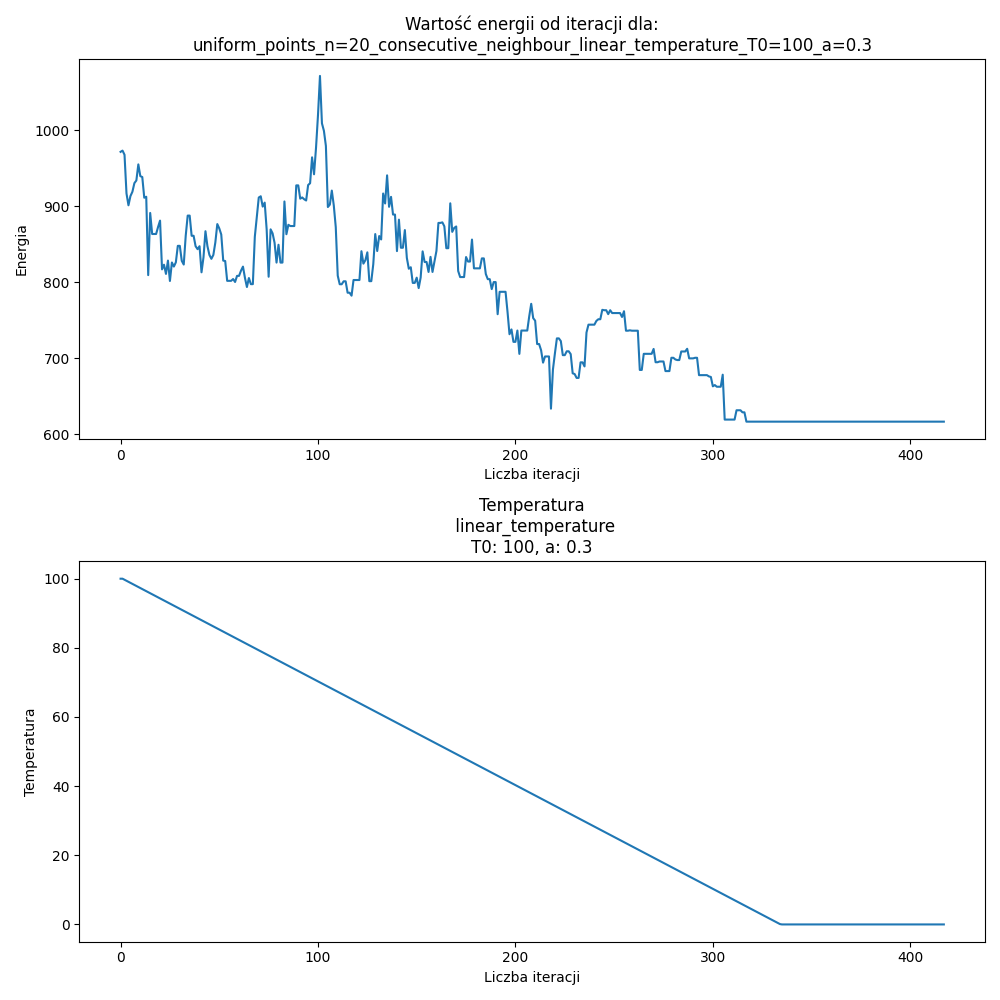 Wartość energii od iteracji dla:
uniform_points_n=20_consecutive_neighbour_linear_temperature_T0=100_a=0.3
1000
900
800
700
600
Energia
0 100 200 300 400
Liczba iteracji
Temperatura
linear_temperature
T0: 100, a: 0.3
100
80
60
40
20
0
Temperatura
0 100 200 300 400
Liczba iteracji